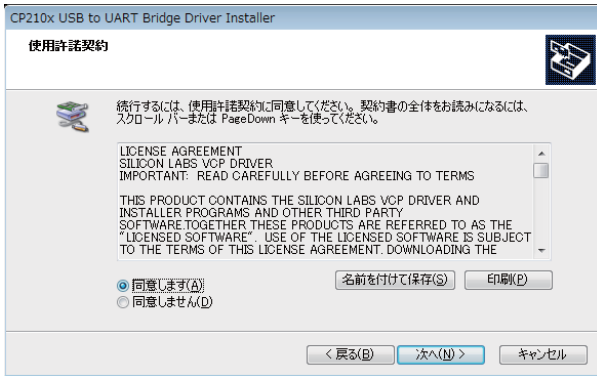 CP210x USB to UART Bridge Driver Installer
使用許諾契約
続行するには、使用許諾契約に同意してください。契約書の全体をお読みになるには、
スクロール バーまたは PageDown キーを使ってください。
LICENSE AGREEMENT
SILICON LABS VCP DRIVER
IMPORTANT: READ CAREFULLY BEFORE AGREEING TO TERMS
THIS PRODUCT CONTAINS THE SILICON LABS VCP DRIVER AND
INSTALLER PROGRAMS AND OTHER THIRD PARTY
SOFTWARE.TOGETHER THESE PRODUCTS ARE REFERRED TO AS THE
"LICENSED SOFTWARE". USE OF THE LICENSED SOFTWARE IS SUBJECT
TO THE TERMS OF THIS LICENSE AGREEMENT. DOWNLOADING THE
同意します(A)
名前を付けて保存(S)
印刷(P)
同意しません(D)
< 戻る(B)
次へ(N) >
キャンセル